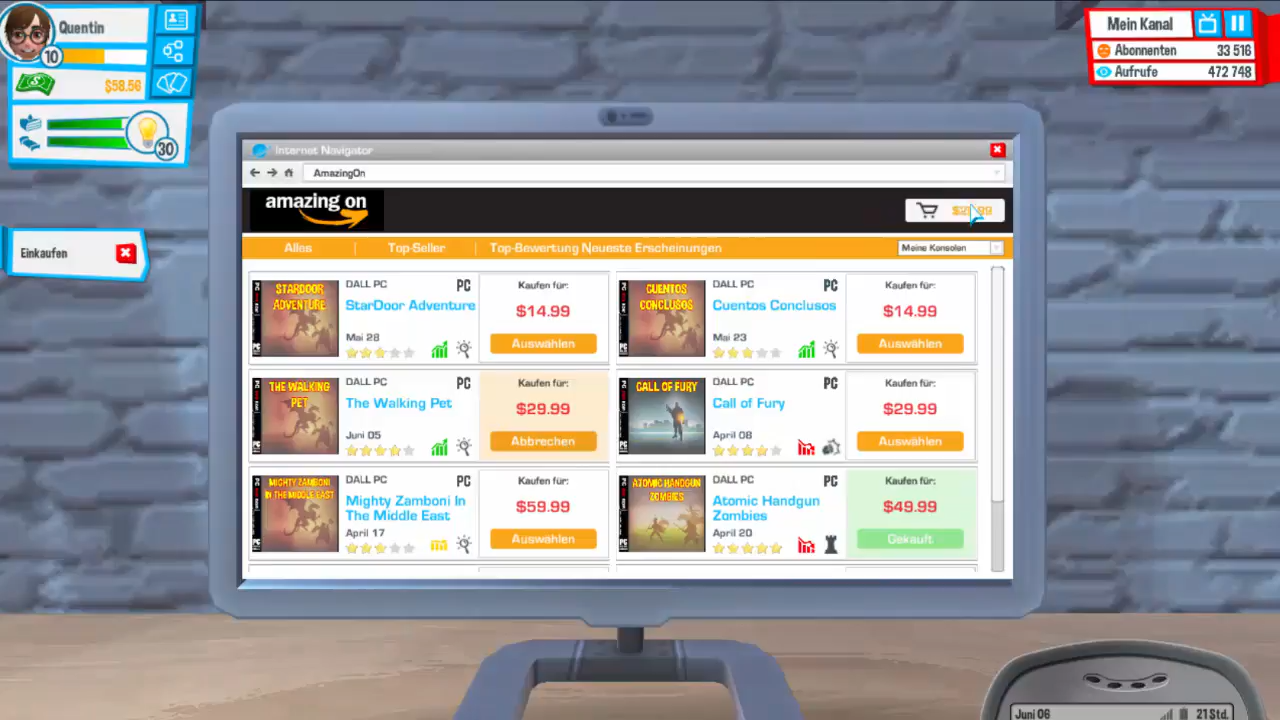 Quentin
10
$58.50
30
Einkaufen
Mein Kanal
Abonnenten 33 516
Aufrufe 472 748
Internet Navigator
AmazingOn
amazing on
Alles
Top-Seller
Top-Bewertung
Neueste Erscheinungen
Meine Konsolen
STARDOOR
ADVENTURE
DALL PC
PC
StarDoor Adventure
Mai 28
Kaufen für:
$14.99
Auswählen
CUENTOS
CONCLUSOS
DALL PC
PC
Cuentos Conclusos
Mai 23
Kaufen für:
$14.99
Auswählen
THE WALKING
PET
DALL PC
PC
The Walking Pet
Juni 05
Kaufen für:
$29.99
Abbrechen
CALL OF FURY
DALL PC
PC
Call of Fury
April 08
Kaufen für:
$29.99
Auswählen
MIGHTY ZAMBONI
IN THE MIDDLE EAST
DALL PC
PC
Mighty Zamboni In
The Middle East
April 17
Kaufen für:
$59.99
Auswählen
ATOMIC HANDGUN
ZOMBIES
DALL PC
PC
Atomic Handgun
Zombies
April 20
Kaufen für:
$49.99
Gekauft
Juni 06
21 Std.